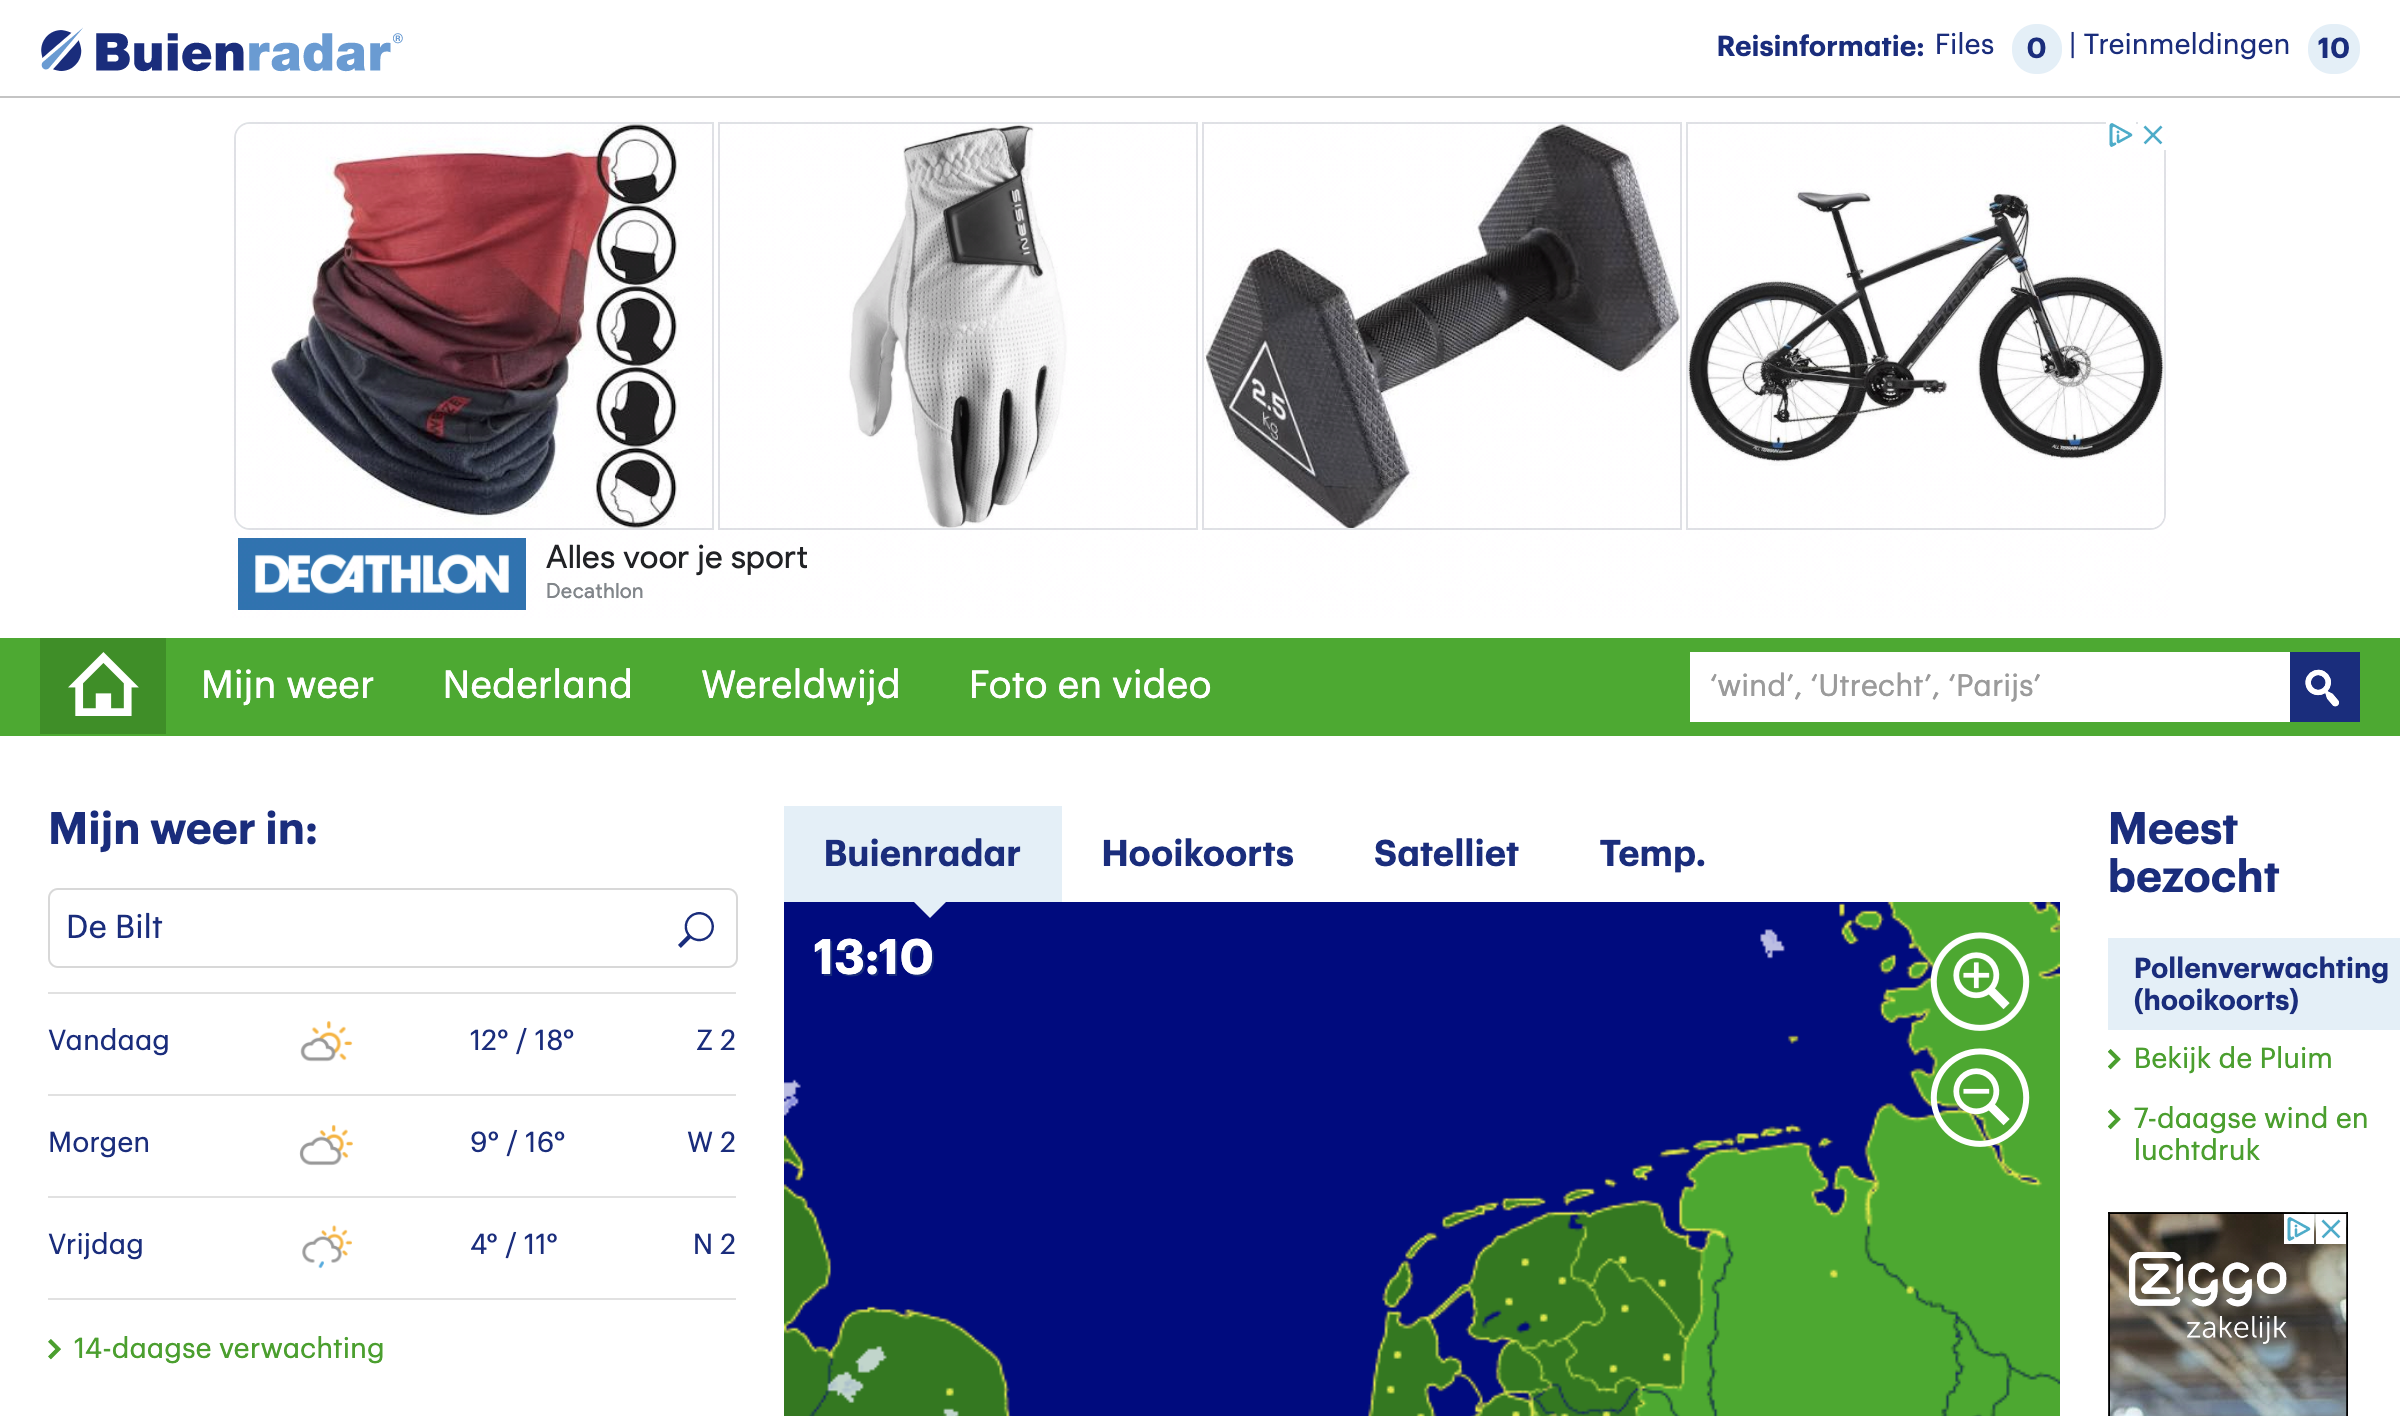 Buienradar®
Reisinformatie: Files 0 | Treinmeldingen 10
INESIS
2.5
KG
DECATHLON
Alles voor je sport
Decathlon
Mijn weer
Nederland
Wereldwijd
Foto en video
‘wind’, ‘Utrecht’, ‘Parijs’
Mijn weer in:
De Bilt
Vandaag 12° / 18° Z 2
Morgen 9° / 16° W 2
Vrijdag 4° / 11° N 2
14-daagse verwachting
Buienradar
Hooikoorts
Satelliet
Temp.
13:10
Meest
bezocht
Pollenverwachting
(hooikoorts)
Bekijk de Pluim
7-daagse wind en
luchtdruk
ziggo
zakelijk